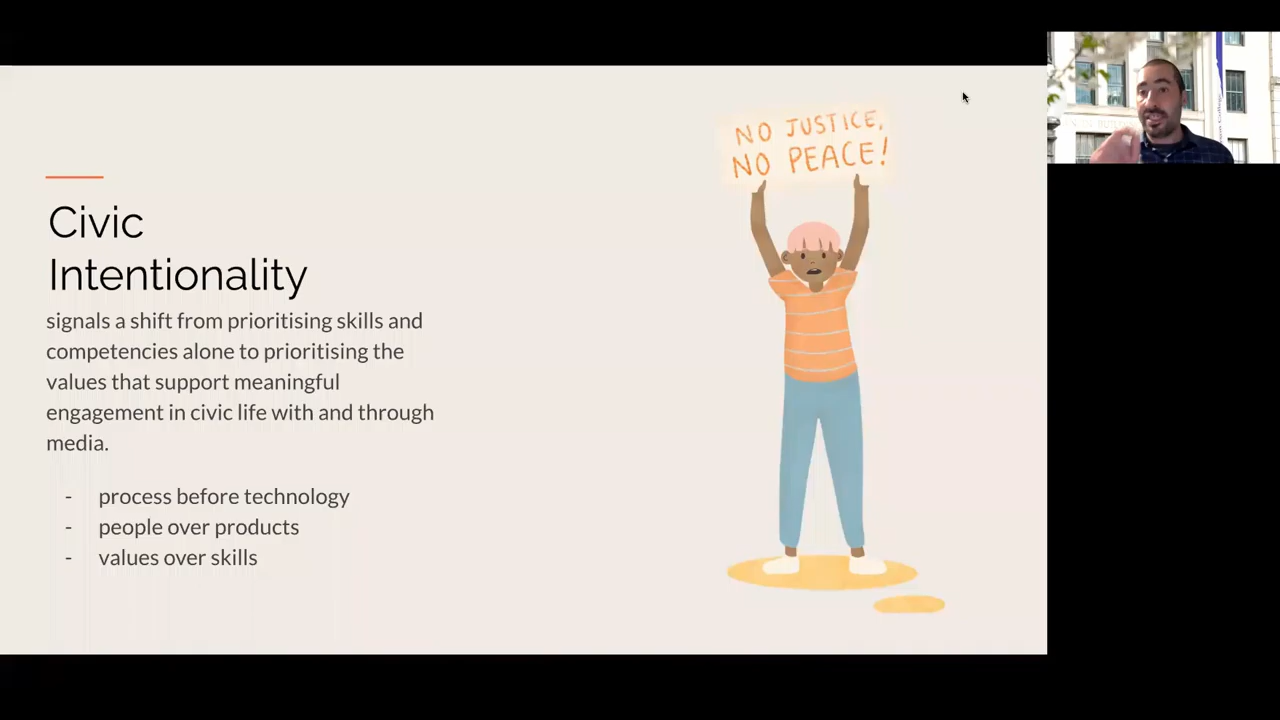 NO JUSTICE,
NO PEACE!
Civic
Intentionality
signals a shift from prioritising skills and
competencies alone to prioritising the
values that support meaningful
engagement in civic life with and through
media.
- process before technology
- people over products
- values over skills